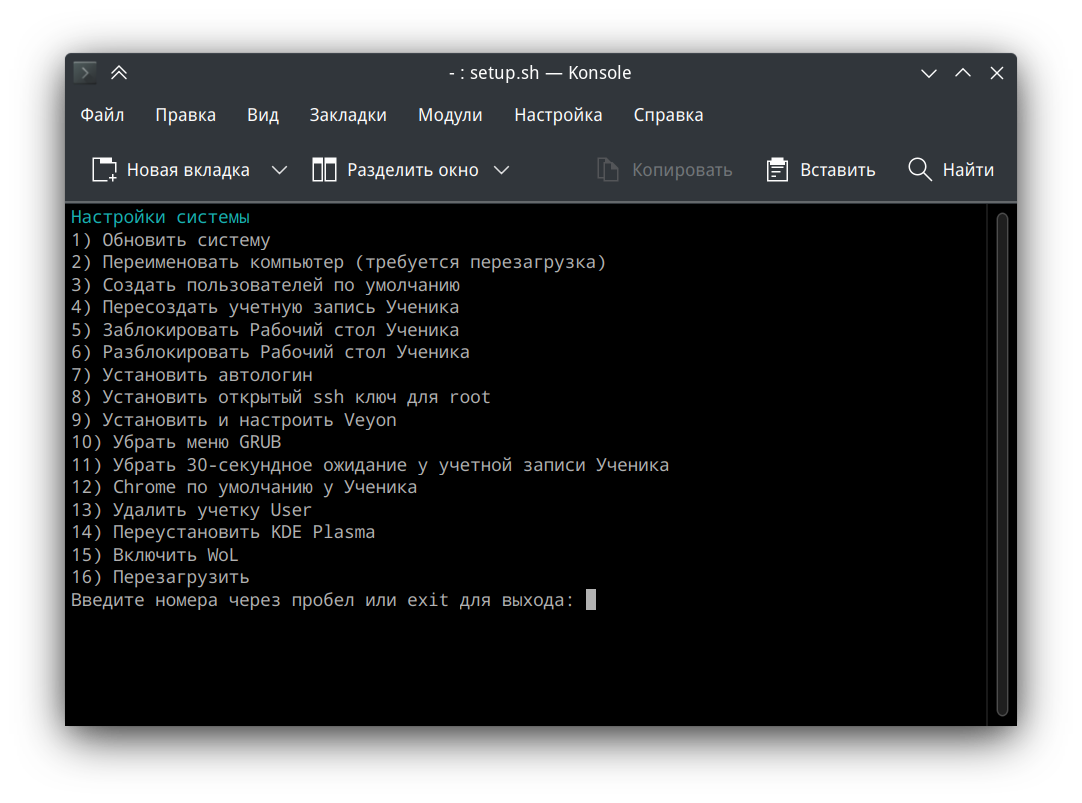 - : setup.sh — Konsole
Файл Правка Вид Закладки Модули Настройка Справка
Новая вкладка Разделить окно Копировать Вставить Найти
Настройки системы
1) Обновить систему
2) Переименовать компьютер (требуется перезагрузка)
3) Создать пользователей по умолчанию
4) Пересоздать учетную запись Ученика
5) Заблокировать Рабочий стол Ученика
6) Разблокировать Рабочий стол Ученика
7) Установить автологин
8) Установить открытый ssh ключ для root
9) Установить и настроить Veyon
10) Убрать меню GRUB
11) Убрать 30-секундное ожидание у учетной записи Ученика
12) Chrome по умолчанию у Ученика
13) Удалить учетку User
14) Переустановить KDE Plasma
15) Включить WoL
16) Перезагрузить
Введите номера через пробел или exit для выхода: